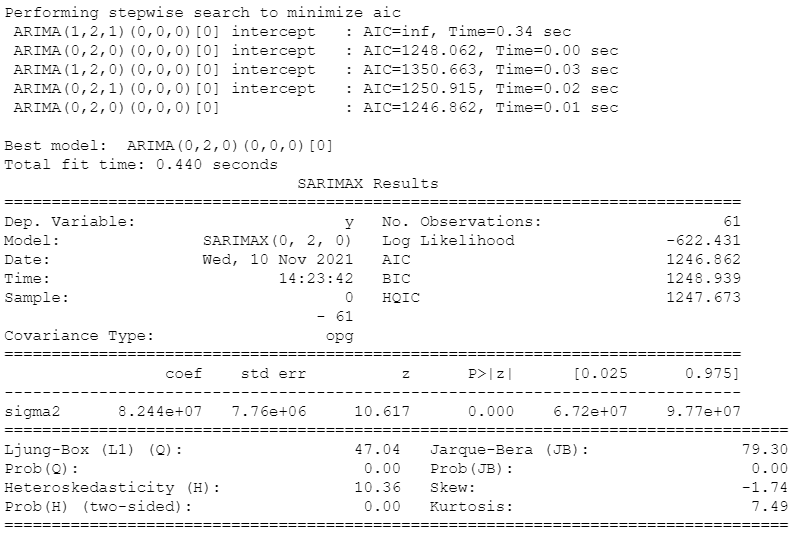 Performing stepwise search to minimize aic
 ARIMA(1,2,1)(0,0,0)[0] intercept   : AIC=inf, Time=0.34 sec
 ARIMA(0,2,0)(0,0,0)[0] intercept   : AIC=1248.062, Time=0.00 sec
 ARIMA(1,2,0)(0,0,0)[0] intercept   : AIC=1350.663, Time=0.03 sec
 ARIMA(0,2,1)(0,0,0)[0] intercept   : AIC=1250.915, Time=0.02 sec
 ARIMA(0,2,0)(0,0,0)[0]             : AIC=1246.862, Time=0.01 sec

Best model:  ARIMA(0,2,0)(0,0,0)[0]
Total fit time: 0.440 seconds
                               SARIMAX Results
==============================================================================
Dep. Variable:                      y   No. Observations:                   61
Model:               SARIMAX(0, 2, 0)   Log Likelihood                -622.431
Date:                Wed, 10 Nov 2021   AIC                           1246.862
Time:                        14:23:42   BIC                           1248.939
Sample:                             0   HQIC                          1247.673
                                 - 61
Covariance Type:                  opg
==============================================================================
                 coef    std err          z      P>|z|      [0.025      0.975]
------------------------------------------------------------------------------
sigma2      8.244e+07   7.76e+06     10.617      0.000    6.72e+07    9.77e+07
===================================================================================
Ljung-Box (L1) (Q):                  47.04   Jarque-Bera (JB):                79.30
Prob(Q):                              0.00   Prob(JB):                         0.00
Heteroskedasticity (H):              10.36   Skew:                            -1.74
Prob(H) (two-sided):                  0.00   Kurtosis:                         7.49
===================================================================================